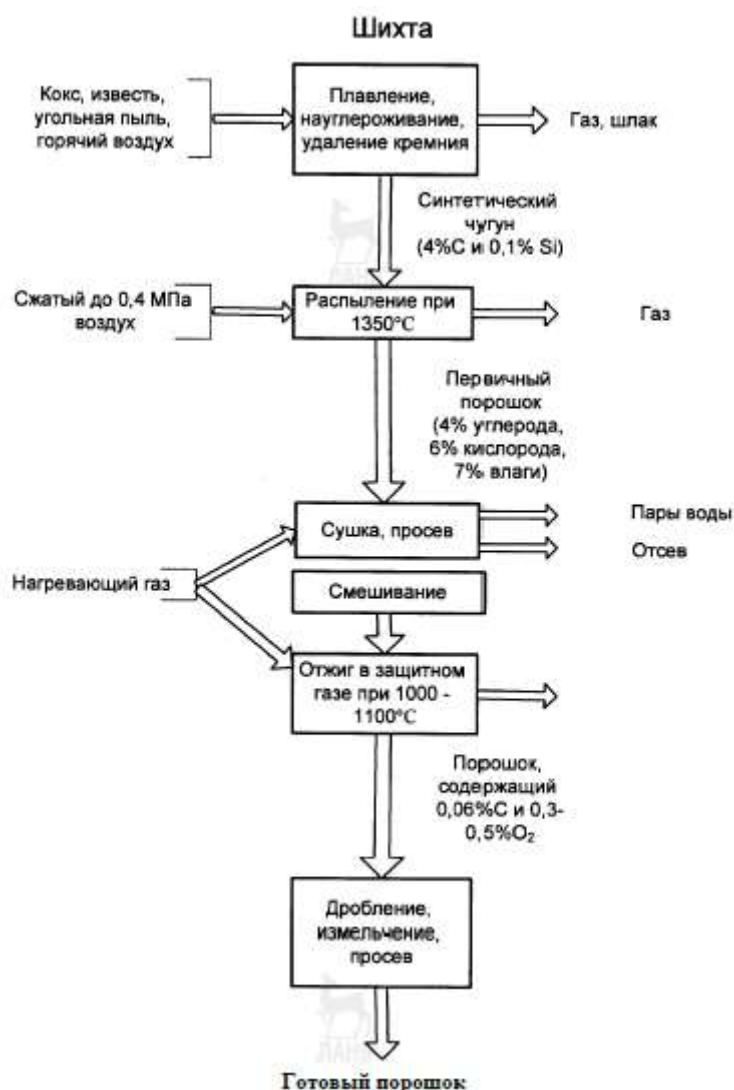 Шихта
Кокс, известь,
угольная пыль,
горячий воздух
Плавление,
науглероживание,
удаление кремния
Газ, шлак
Синтетический
чугун
(4%С и 0,1% Si)
Сжатый до 0,4 МПа
воздух
Распыление при
1350°С
Газ
Первичный
порошок
(4% углерода,
6% кислорода,
7% влаги)
Сушка, просев
Пары воды
Отсев
Нагревающий газ
Смешивание
Отжиг в защитном
газе при 1000 -
1100°С
Порошок,
содержащий
0,06%С и 0,3-
0,5%О₂
Дробление,
измельчение,
просев
ЛАНЬ
Готовый порошок